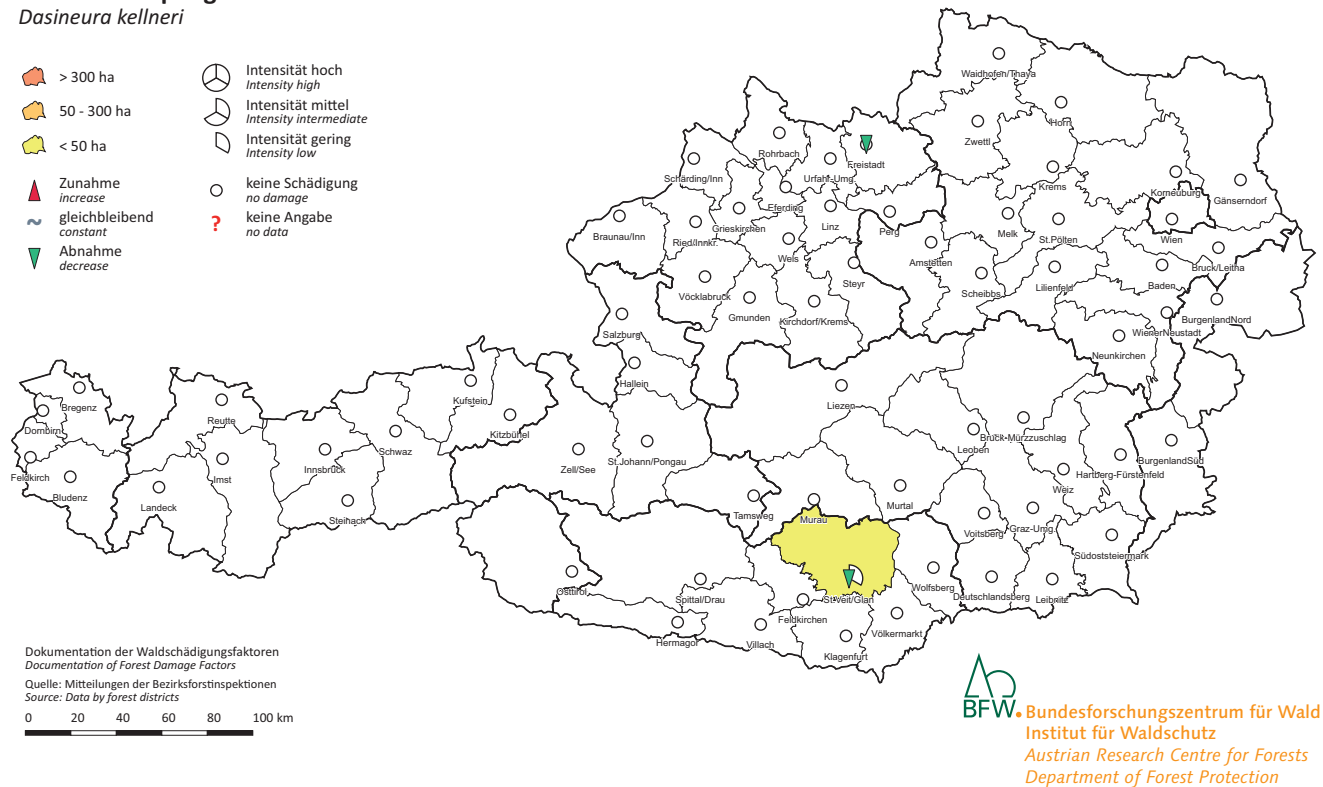 Dasineura kellneri
> 300 ha
50 - 300 ha
< 50 ha
Zunahme
increase
~ gleichbleibend
constant
Abnahme
decrease
Intensität hoch
Intensity high
Intensität mittel
Intensity intermediate
Intensität gering
Intensity low
keine Schädigung
no damage
? keine Angabe
no data
Waidhofen/Thaya
Horn
Zwettl
Rohrbach
Freistadt
Schärding/Inn
Urfahr-Umg.
Krems
Korneuburg
Gänserndorf
Eferding
Braunau/Inn
Ried/Innkr.
Grieskirchen
Linz
Perg
Melk
St.Pölten
Wien
Wels
Amstetten
Bruck/Leitha
Steyr
Scheibbs
Lilienfeld
Baden
Vöcklabruck
Gmunden
Kirchdorf/Krems
BurgenlandNord
Salzburg
WienerNeustadt
Neunkirchen
Hallein
Bregenz
Kufstein
Liezen
Reutte
Dornbirn
Kitzbühel
Bruck-Mürzzuschlag
Schwaz
Leoben
Innsbruck
Zell/See
St.Johann/Pongau
BurgenlandSüd
Feldkirch
Imst
Hartberg-Fürstenfeld
Bludenz
Weiz
Landeck
Murtal
Steinach
Tamsweg
Murau
Voitsberg
Graz-Umg.
Südoststeiermark
Osttirol
Spittal/Drau
St.Veit/Glan
Wolfsberg
Deutschlandsberg
Leibnitz
Feldkirchen
Völkermarkt
Hermagor
Villach
Klagenfurt
Dokumentation der Waldschädigungsfaktoren
Documentation of Forest Damage Factors
Quelle: Mitteilungen der Bezirksforstinspektionen
Source: Data by forest districts
0 20 40 60 80 100 km
BFW
Bundesforschungszentrum für Wald
Institut für Waldschutz
Austrian Research Centre for Forests
Department of Forest Protection